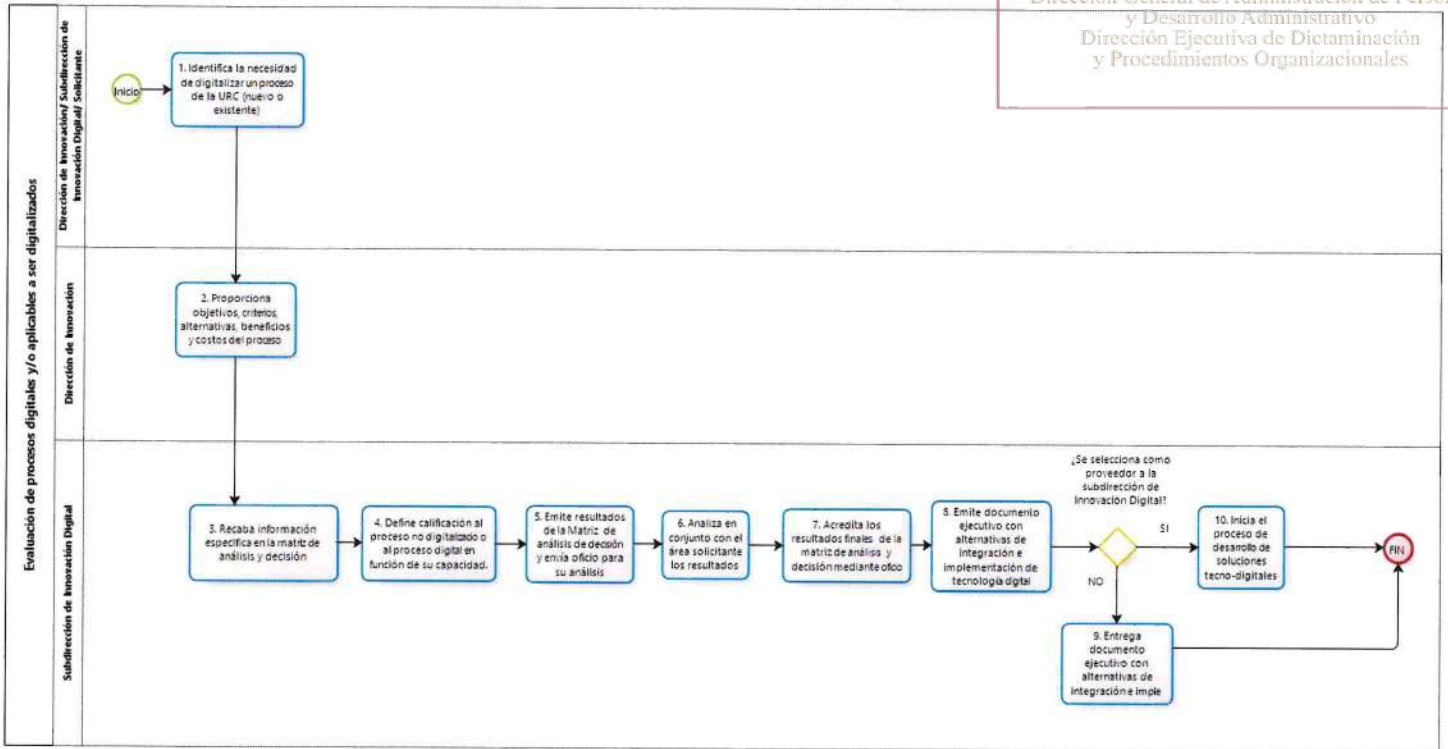 Dirección General de Administración de Person
y Desarrollo Administrativo
Dirección Ejecutiva de Dictaminación
y Procedimientos Organizacionales
Evaluación de procesos digitales y/o aplicables a ser digitalizados
Dirección de Innovación/ Subdirección de
Innovación Digital/ Solicitante
Inicio
1. Identifica la necesidad
de digitalizar un proceso
de la URC (nuevo o
existente)
Dirección de Innovación
2. Proporciona
objetivos, criterios,
alternativas, beneficios
y costos del proceso
Subdirección de Innovación Digital
3. Recaba información
especifica en la matriz de
análisis y decisión
4. Define calificación al
proceso no digitalizado o
al proceso digital en
función de su capacidad.
5. Emite resultados
de la Matriz de
análisis de decisión
y envía oficio para
su análisis
6. Analiza en
conjunto con el
área solicitante
los resultados
7. Acredita los
resultados finales de la
matriz de análisis y
decisión mediante ofcio
8. Emite documento
ejecutivo con
alternativas de
integración e
implementación de
tecnología digital
¿Se selecciona como
proveedor a la
subdirección de
Innovación Digital?
SI
NO
10. Inicia el
proceso de
desarrollo de
soluciones
tecno-digitales
FIN
9. Entrega
documento
ejecutivo con
alternativas de
integración e imple